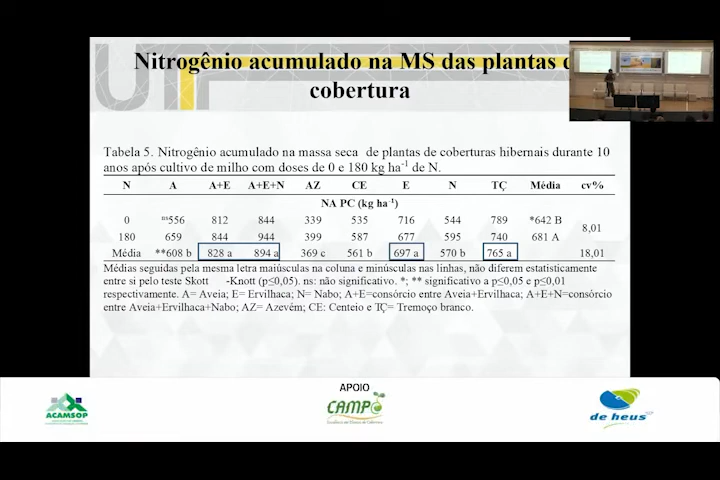 Nitrogênio acumulado na MS das plantas d
cobertura
Tabela 5. Nitrogênio acumulado na massa seca de plantas de coberturas hibernais durante 10
anos após cultivo de milho com doses de 0 e 180 kg ha-1 de N.
N A A+E A+E+N AZ CE E N TÇ Média cv%
NA PC (kg ha-1)
0 ns556 812 844 339 535 716 544 789 *642 B
8,01
180 659 844 944 399 587 677 595 740 681 A
Média **608 b 828 a 894 a 369 c 561 b 697 a 570 b 765 a 18,01
Médias seguidas pela mesma letra maiúsculas na coluna e minúsculas nas linhas, não diferem estatisticamente
entre si pelo teste Skott -Knott (p≤0,05). ns: não significativo. *; ** significativo a p≤0,05 e p≤0,01
respectivamente. A= Aveia; E= Ervilhaca; N= Nabo; A+E=consórcio entre Aveia+Ervilhaca; A+E+N=consórcio
entre Aveia+Ervilhaca+Nabo; AZ= Azevém; CE: Centeio e TÇ= Tremoço branco.
APOIO
ACAMSOP
CAMPO
de heus